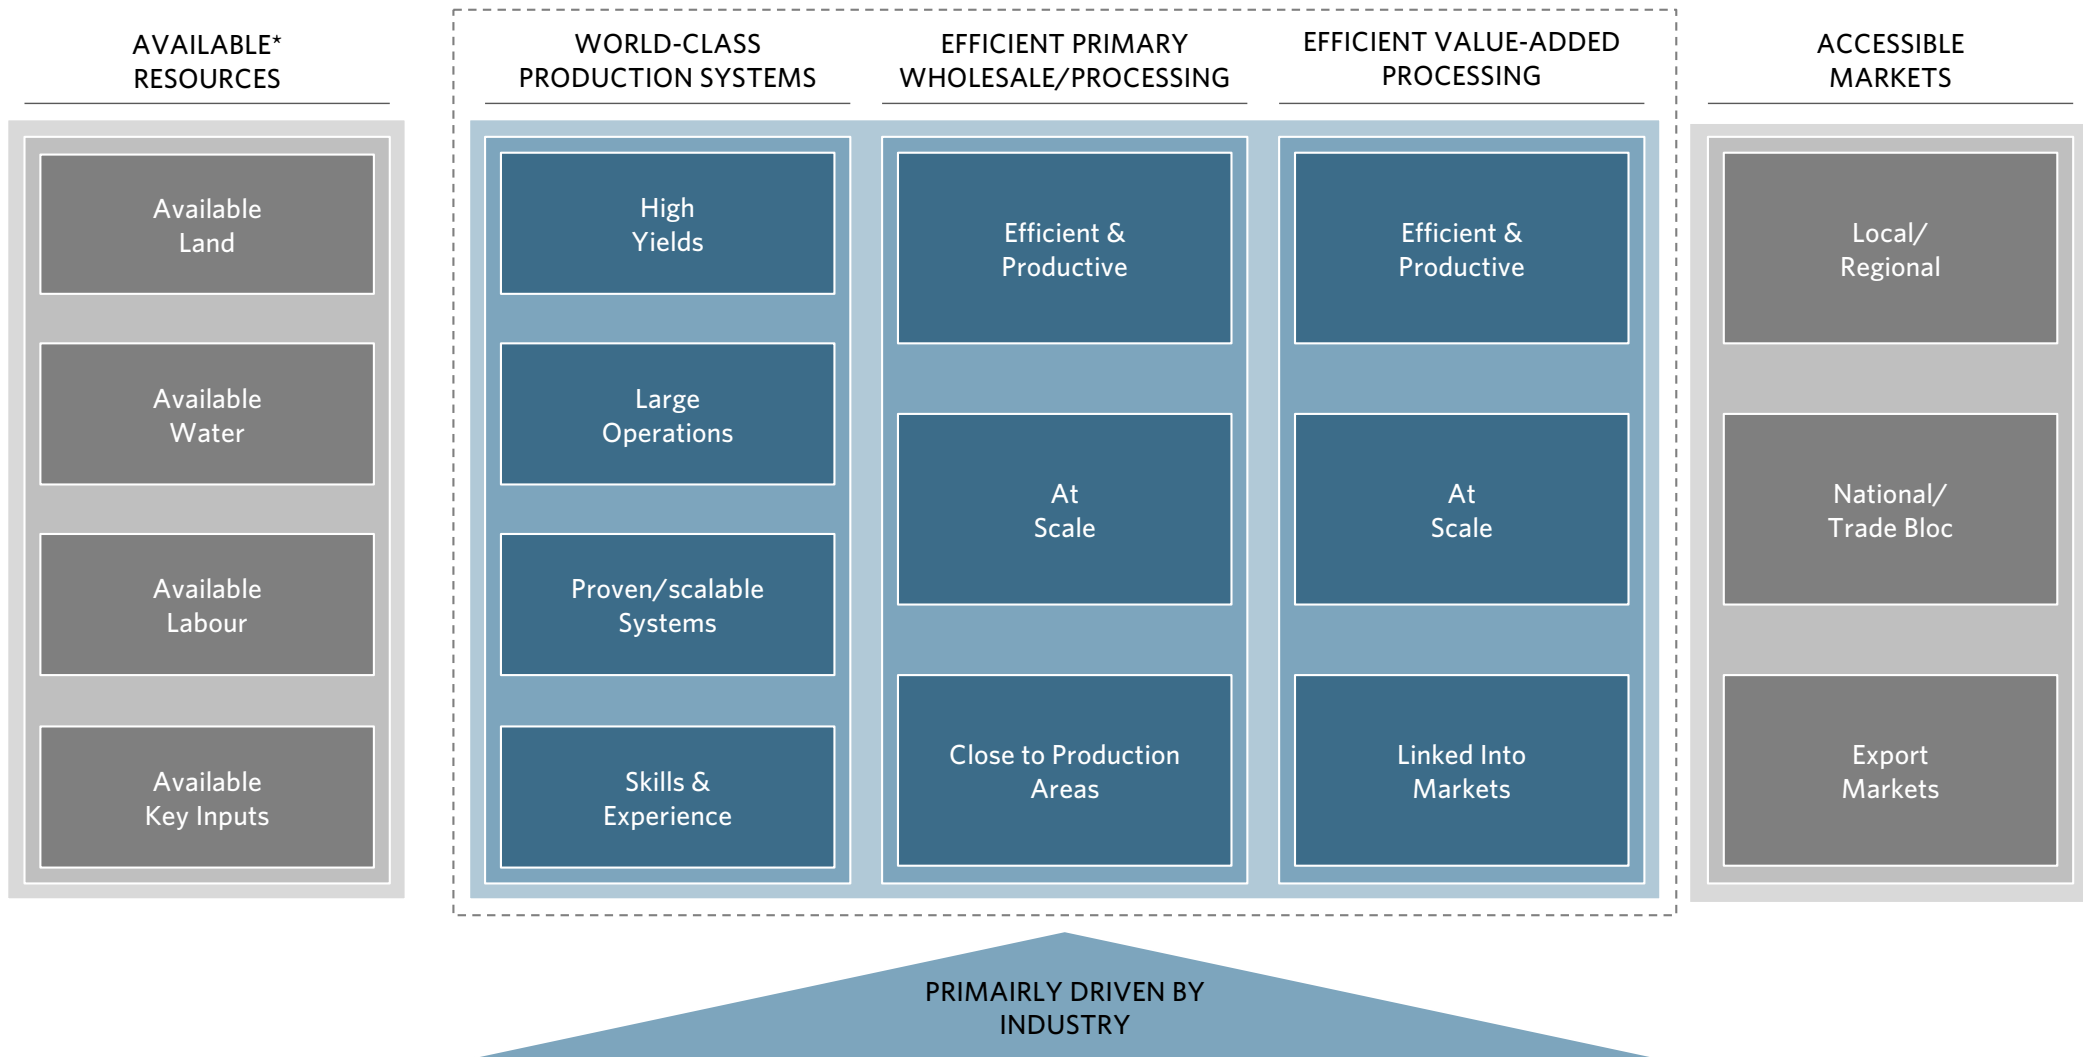 AVAILABLE*
RESOURCES
WORLD-CLASS
PRODUCTION SYSTEMS
EFFICIENT PRIMARY
WHOLESALE/PROCESSING
EFFICIENT VALUE-ADDED
PROCESSING
ACCESSIBLE
MARKETS
Available
Land
Available
Water
Available
Labour
Available
Key Inputs
High
Yields
Large
Operations
Proven/scalable
Systems
Skills &
Experience
Efficient &
Productive
At
Scale
Close to Production
Areas
Efficient &
Productive
At
Scale
Linked Into
Markets
Local/
Regional
National/
Trade Bloc
Export
Markets
PRIMAIRLY DRIVEN BY
INDUSTRY